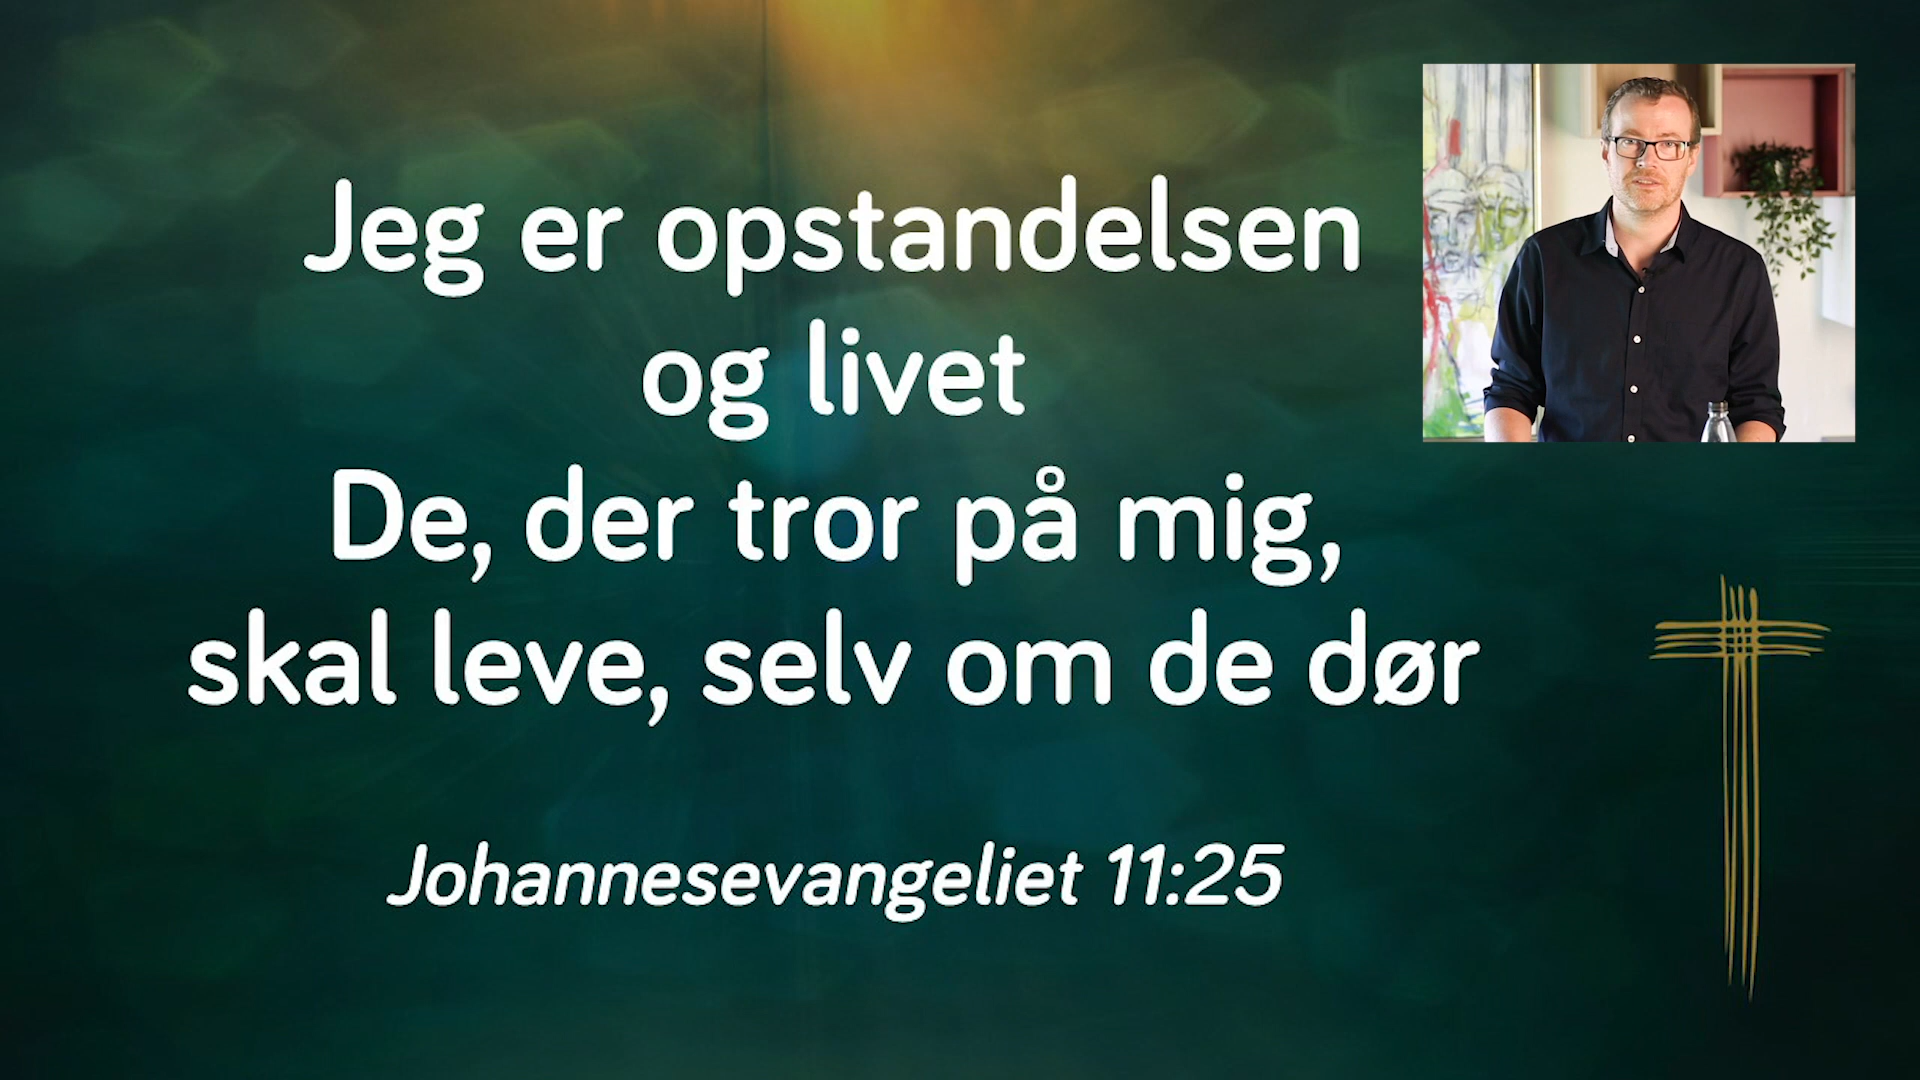 Jeg er opstandelsen
og livet
De, der tror på mig,
skal leve, selv om de dør
Johannesevangeliet 11:25